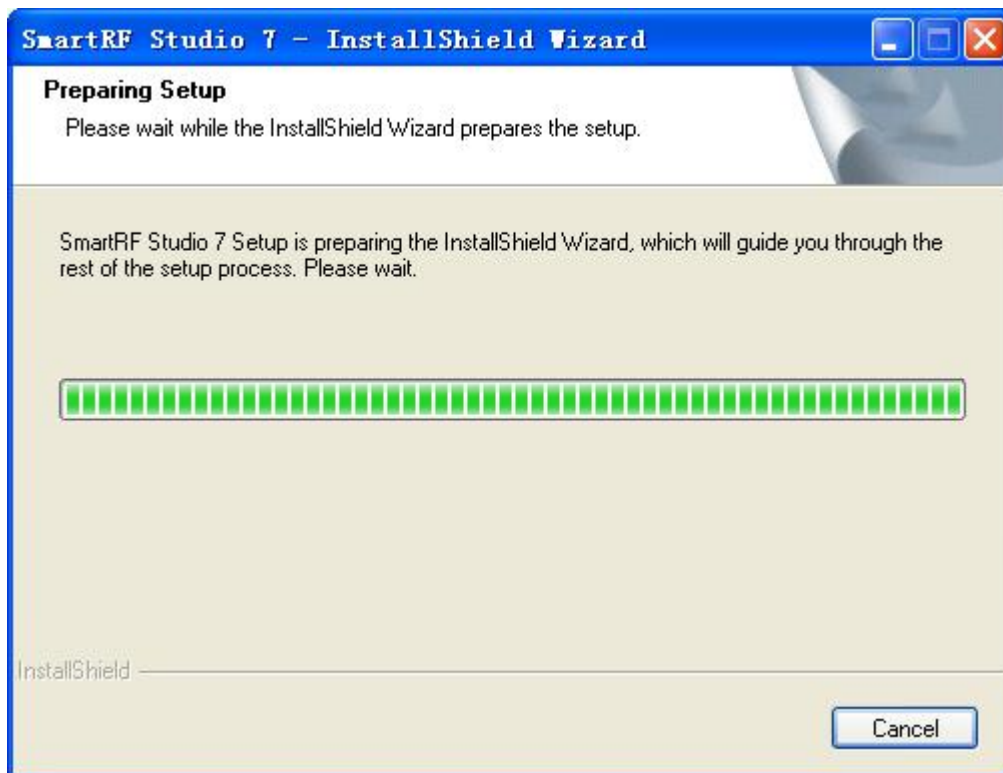 SmartRF Studio 7 - InstallShield Wizard
Preparing Setup
Please wait while the InstallShield Wizard prepares the setup.
SmartRF Studio 7 Setup is preparing the InstallShield Wizard, which will guide you through the
rest of the setup process. Please wait.
InstallShield
Cancel